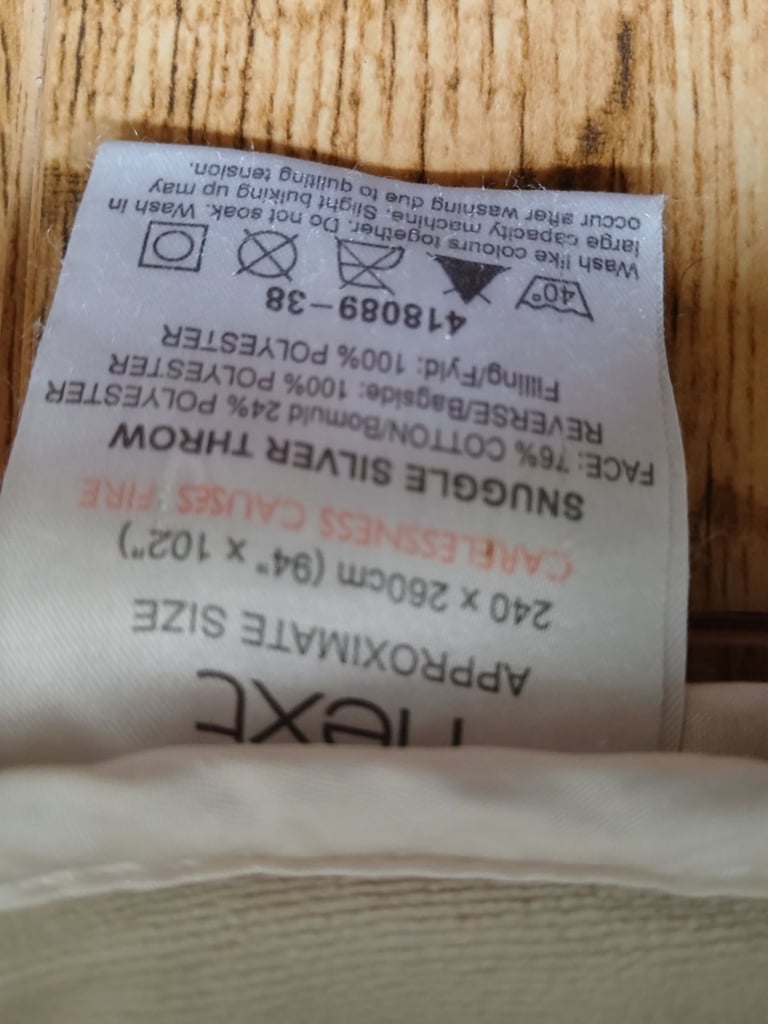 next
APPROXIMATE SIZE
240 x 260cm (94" x 102")
CARELESSNESS CAUSES FIRE
SNUGGLE SILVER THROW
FACE: 76% COTTON/Bomuld 24% POLYESTER
REVERSE/Bagside: 100% POLYESTER
Filling/Fyld: 100% POLYESTER
418089-38
40°
Wash like colours together. Do not soak. Wash in
large capacity machine. Slight bulking up may
occur after washing due to quilting tension.